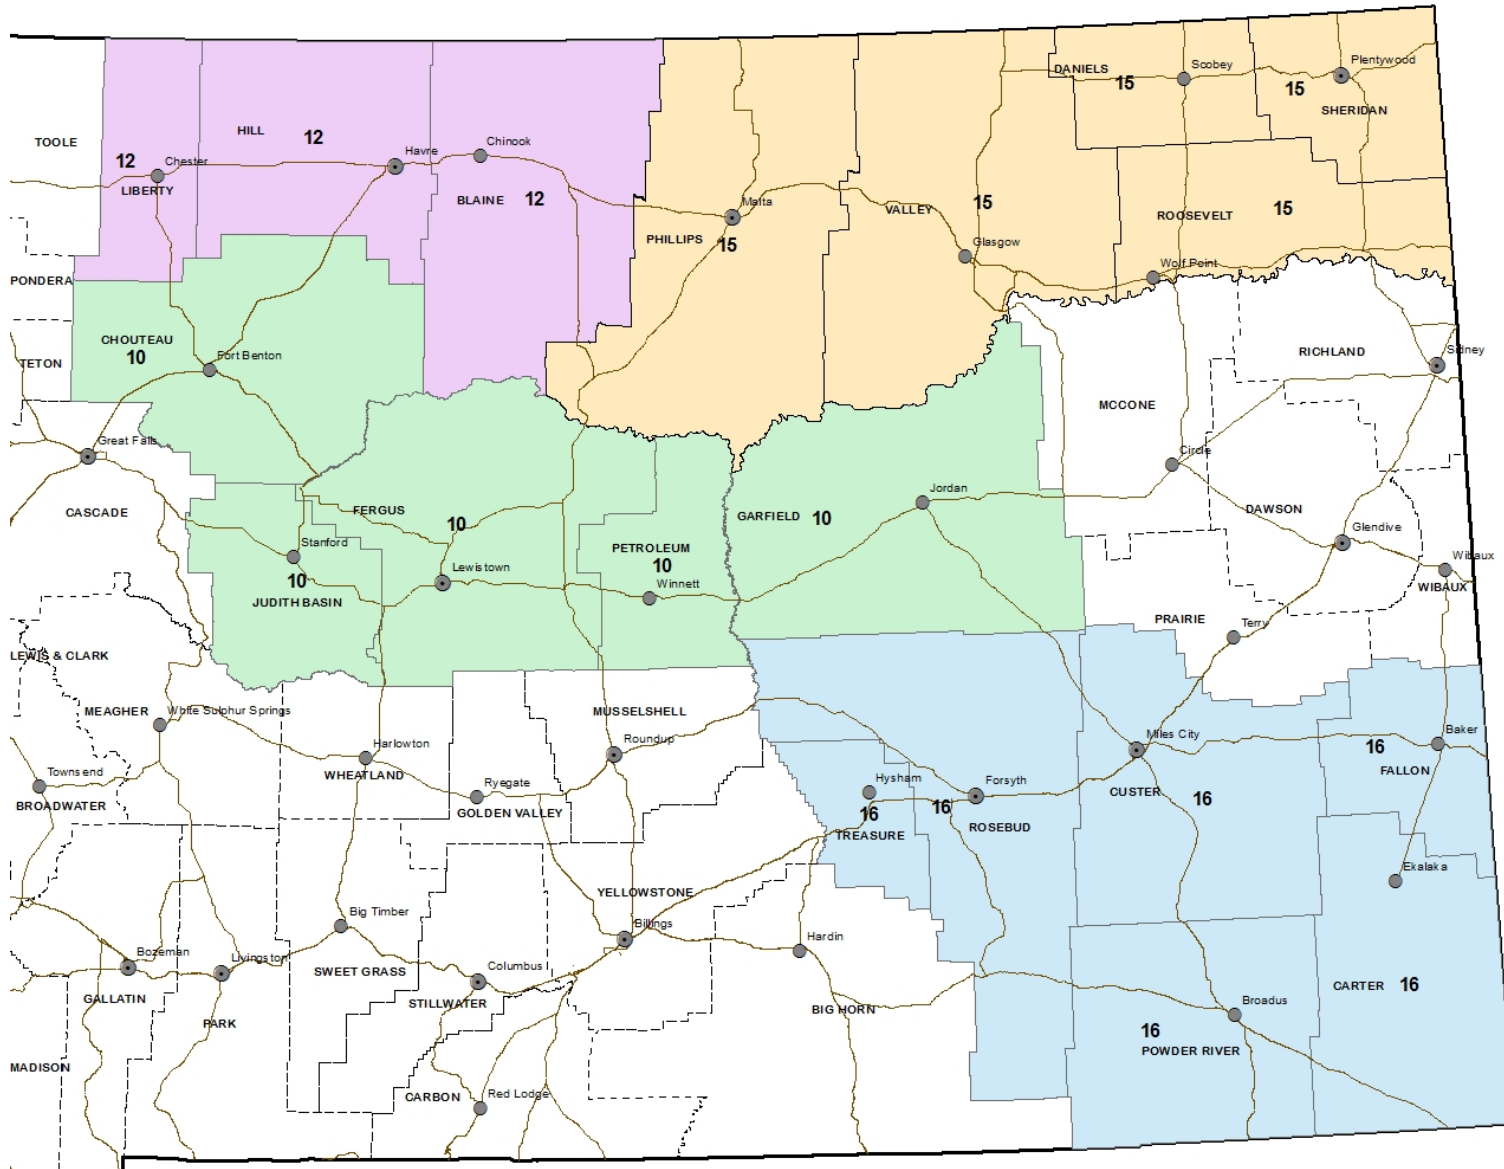 Plentywood
Scobey
DANIELS
15
15
SHERIDAN
HILL
12
TOOLE
Chinook
Havre
12
Chester
LIBERTY
BLAINE
12
Malta
VALLEY
15
ROOSEVELT
15
PHILLIPS
15
Glasgow
Wolf Point
PONDERA
CHOUTEAU
10
Fort Benton
TETON
RICHLAND
Sidney
MCCONE
Great Falls
Circle
Jordan
CASCADE
FERGUS
10
GARFIELD
10
DAWSON
Glendive
Stanford
10
JUDITH BASIN
Lewistown
PETROLEUM
10
Winnett
Wibaux
WIBAUX
PRAIRIE
Terry
LEWIS & CLARK
MEAGHER
White Sulphur Springs
MUSSELSHELL
Roundup
Harlowton
WHEATLAND
Miles City
Baker
16
FALLON
Townsend
BROADWATER
Ryegate
GOLDEN VALLEY
Hysham
16
TREASURE
Forsyth
16
ROSEBUD
CUSTER
16
Ekalaka
YELLOWSTONE
Big Timber
Billings
Hardin
Bozeman
Livingston
SWEET GRASS
Columbus
STILLWATER
GALLATIN
PARK
BIG HORN
Broadus
CARTER
16
16
POWDER RIVER
MADISON
CARBON
Red Lodge